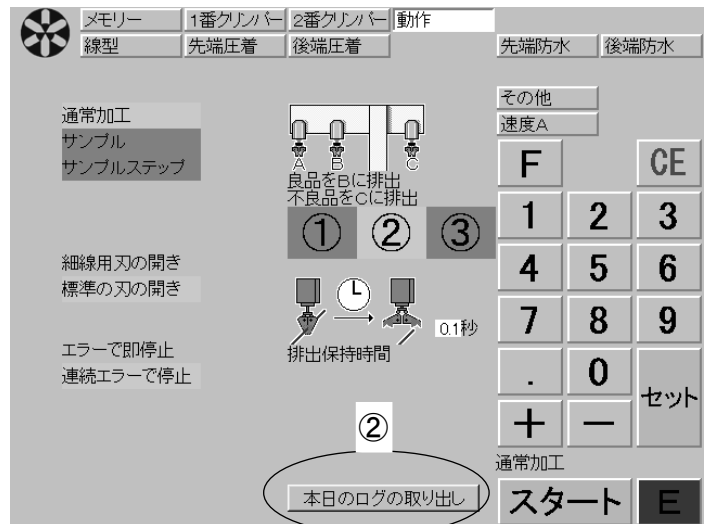 メモリー
1番クリンパー
2番クリンパー
動作
線型
先端圧着
後端圧着
先端防水
後端防水
その他
速度A
通常加工
サンプル
サンプルステップ
A B C
良品をBに排出
不良品をCに排出
① ② ③
細線用刃の開き
標準の刃の開き
0.1秒
排出保持時間
エラーで即停止
連続エラーで停止
②
本日のログの取り出し
F CE
1 2 3
4 5 6
7 8 9
. 0 セット
+ −
通常加工
スタート E